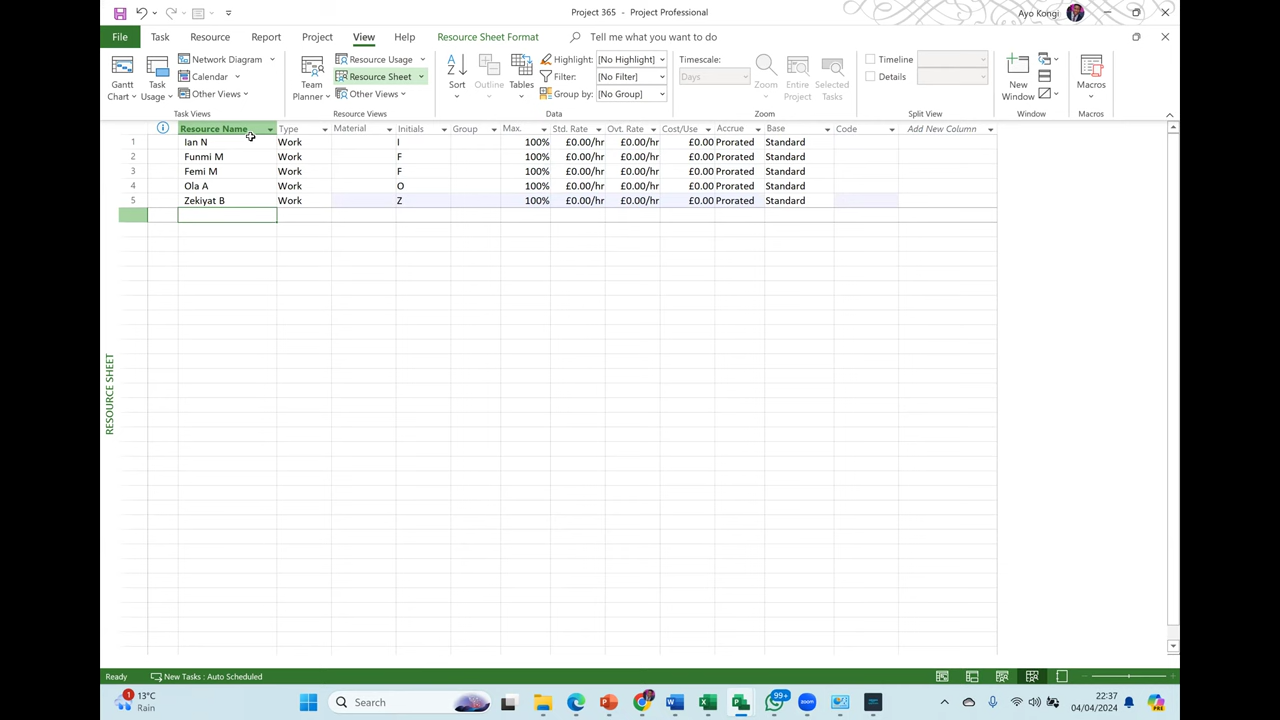 Project 365 - Project Professional
Ayo Kongi
File Task Resource Report Project View Help Resource Sheet Format Tell me what you want to do
Gantt Chart
Task Usage
Network Diagram
Calendar
Other Views
Task Views
Team Planner
Resource Usage
Resource Sheet
Other Views
Resource Views
Sort
Outline
Tables
Highlight: [No Highlight]
Filter: [No Filter]
Group by: [No Group]
Data
Timescale:
Days
Zoom
Entire Project
Selected Tasks
Zoom
Timeline
Details
Split View
New Window
Window
Macros
Macros
Resource Name Type Material Initials Group Max. Std. Rate Ovt. Rate Cost/Use Accrue Base Code Add New Column
1 Ian N Work I 100% £0.00/hr £0.00/hr £0.00 Prorated Standard
2 Funmi M Work F 100% £0.00/hr £0.00/hr £0.00 Prorated Standard
3 Femi M Work F 100% £0.00/hr £0.00/hr £0.00 Prorated Standard
4 Ola A Work O 100% £0.00/hr £0.00/hr £0.00 Prorated Standard
5 Zekiyat B Work Z 100% £0.00/hr £0.00/hr £0.00 Prorated Standard
RESOURCE SHEET
Ready New Tasks : Auto Scheduled
1
13°C
Rain
Search
99+
zoom
22:37
04/04/2024
PRE